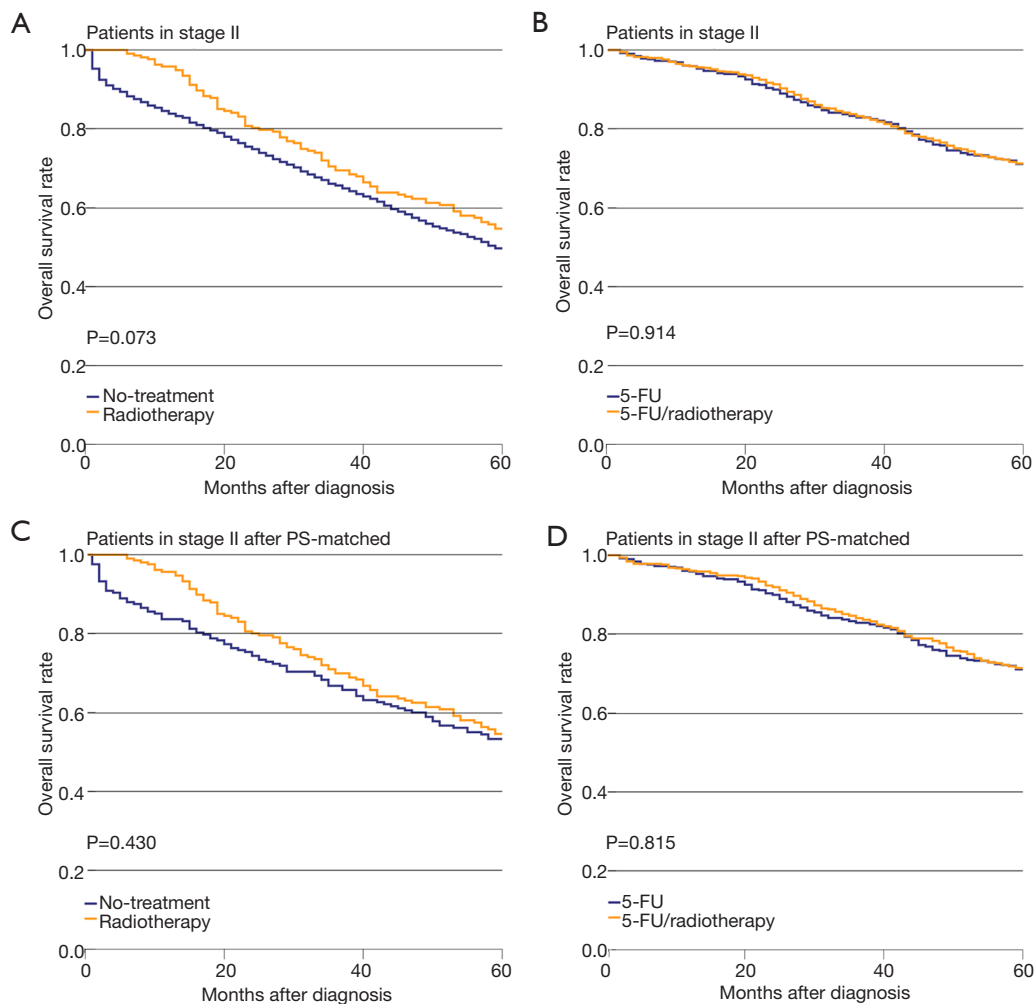 A
Patients in stage II
1.0
0.8
0.6
0.4
0.2
0.0
Overall survival rate
P=0.073
No-treatment
Radiotherapy
0 20 40 60
Months after diagnosis
B
Patients in stage II
1.0
0.8
0.6
0.4
0.2
0.0
Overall survival rate
P=0.914
5-FU
5-FU/radiotherapy
0 20 40 60
Months after diagnosis
C
Patients in stage II after PS-matched
1.0
0.8
0.6
0.4
0.2
0.0
Overall survival rate
P=0.430
No-treatment
Radiotherapy
0 20 40 60
Months after diagnosis
D
Patients in stage II after PS-matched
1.0
0.8
0.6
0.4
0.2
0.0
Overall survival rate
P=0.815
5-FU
5-FU/radiotherapy
0 20 40 60
Months after diagnosis